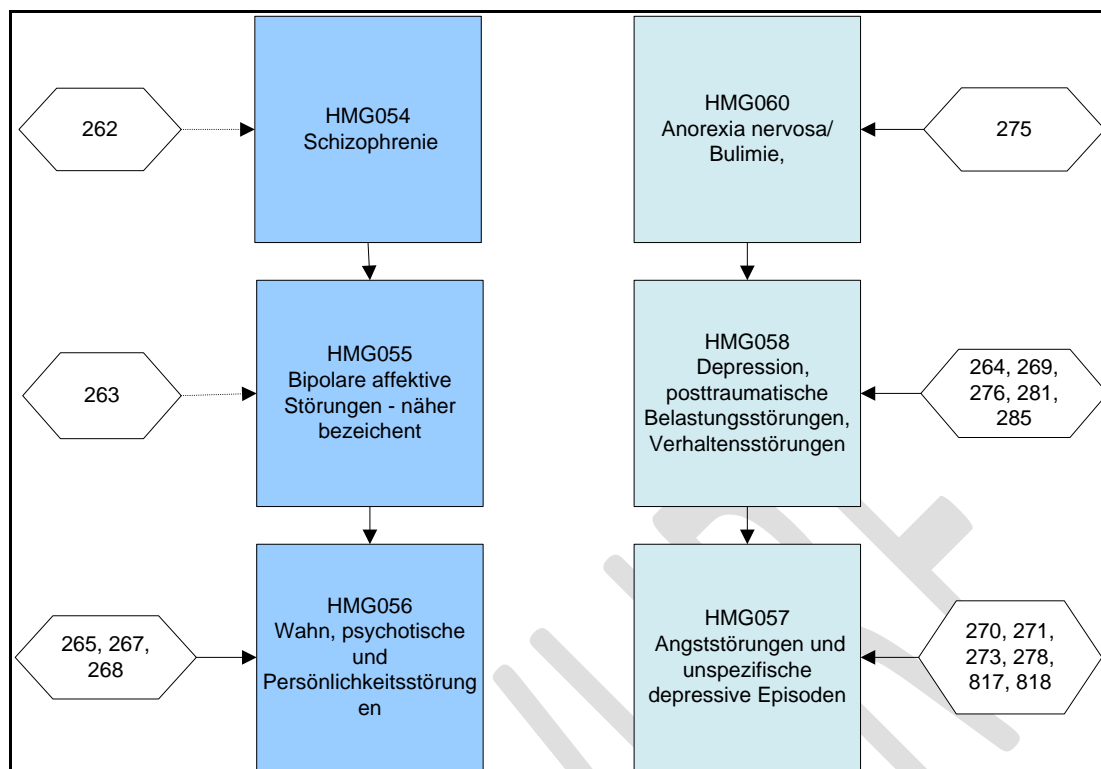 262
HMG054
Schizophrenie
HMG060
Anorexia nervosa/
Bulimie,
275
263
HMG055
Bipolare affektive
Störungen - näher
bezeichent
HMG058
Depression,
posttraumatische
Belastungsstörungen,
Verhaltensstörungen
264, 269,
276, 281,
285
265, 267,
268
HMG056
Wahn, psychotische
und
Persönlichkeitsstörung
en
HMG057
Angststörungen und
unspezifische
depressive Episoden
270, 271,
273, 278,
817, 818